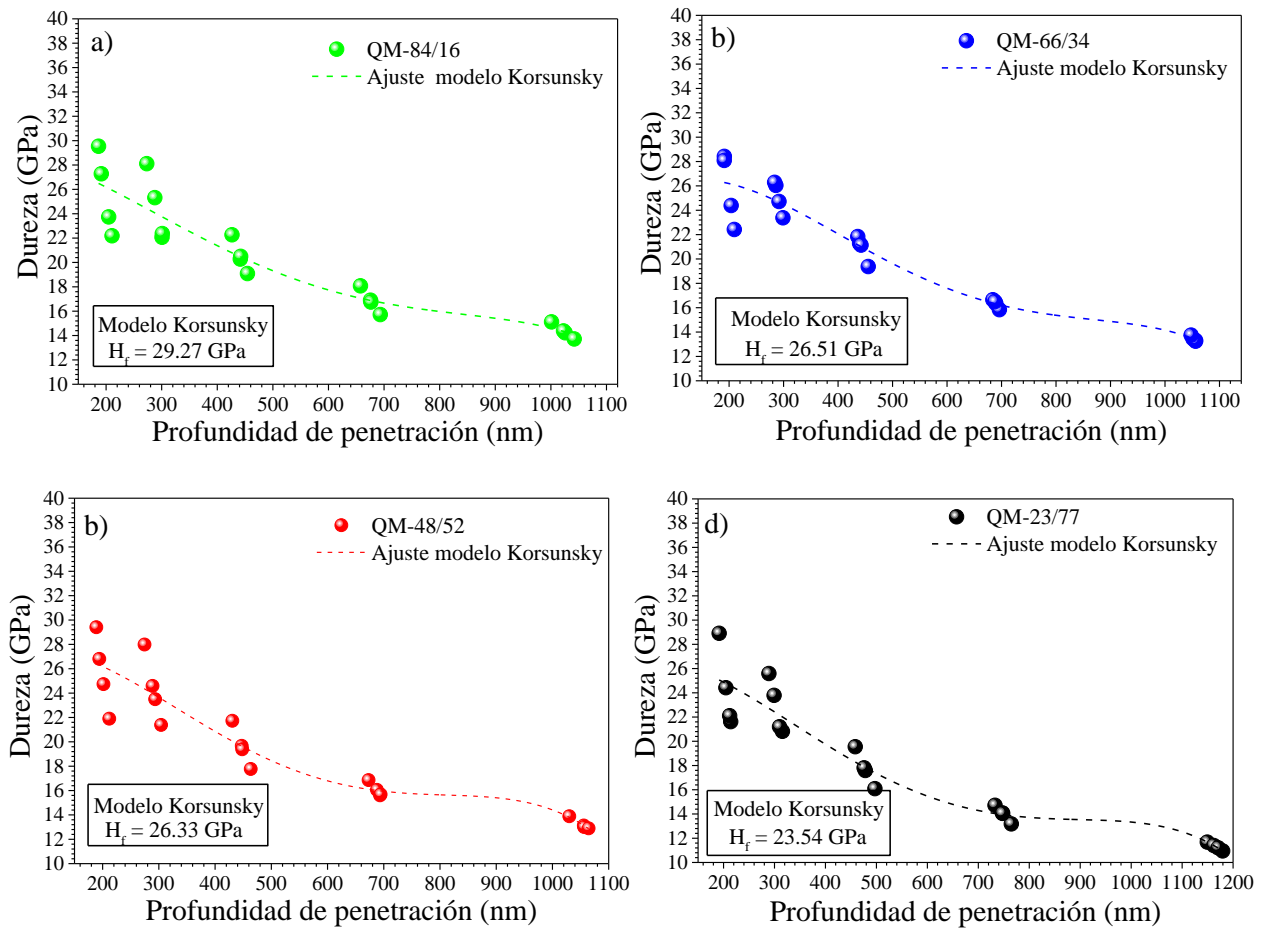 a)
QM-84/16
Ajuste modelo Korsunsky
Dureza (GPa)
40
38
36
34
32
30
28
26
24
22
20
18
16
14
12
10
Modelo Korsunsky
H_f = 29.27 GPa
200 300 400 500 600 700 800 900 1000 1100
Profundidad de penetración (nm)
b)
QM-66/34
Ajuste modelo Korsunsky
Dureza (GPa)
40
38
36
34
32
30
28
26
24
22
20
18
16
14
12
10
Modelo Korsunsky
H_f = 26.51 GPa
200 300 400 500 600 700 800 900 1000 1100
Profundidad de penetración (nm)
b)
QM-48/52
Ajuste modelo Korsunsky
Dureza (GPa)
40
38
36
34
32
30
28
26
24
22
20
18
16
14
12
10
Modelo Korsunsky
H_f = 26.33 GPa
200 300 400 500 600 700 800 900 1000 1100
Profundidad de penetración (nm)
d)
QM-23/77
Ajuste modelo Korsunsky
Dureza (GPa)
40
38
36
34
32
30
28
26
24
22
20
18
16
14
12
10
Modelo Korsunsky
H_f = 23.54 GPa
200 300 400 500 600 700 800 900 1000 1100 1200
Profundidad de penetración (nm)